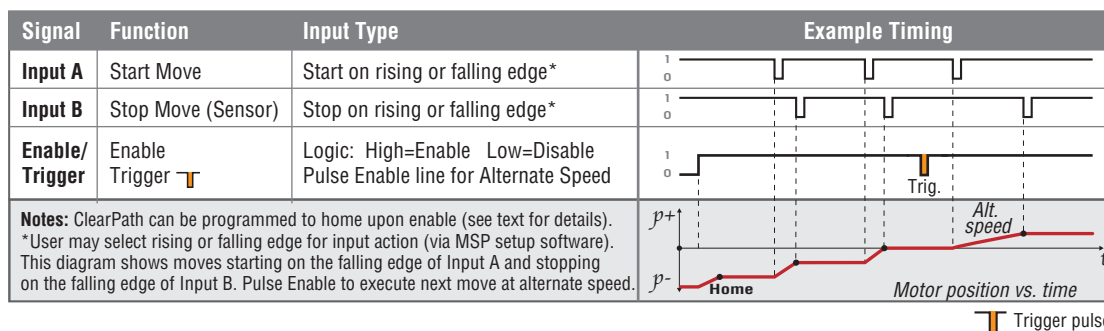 Signal Function Input Type Example Timing
Input A Start Move Start on rising or falling edge*
1
0
Input B Stop Move (Sensor) Stop on rising or falling edge*
1
0
Enable/ Enable Logic: High=Enable Low=Disable
Trigger Trigger Pulse Enable line for Alternate Speed
1
0
Trig.
Notes: ClearPath can be programmed to home upon enable (see text for details).
*User may select rising or falling edge for input action (via MSP setup software).
This diagram shows moves starting on the falling edge of Input A and stopping
on the falling edge of Input B. Pulse Enable to execute next move at alternate speed.
p+
Alt.
speed
t
p-
Home
Motor position vs. time
Trigger pulse